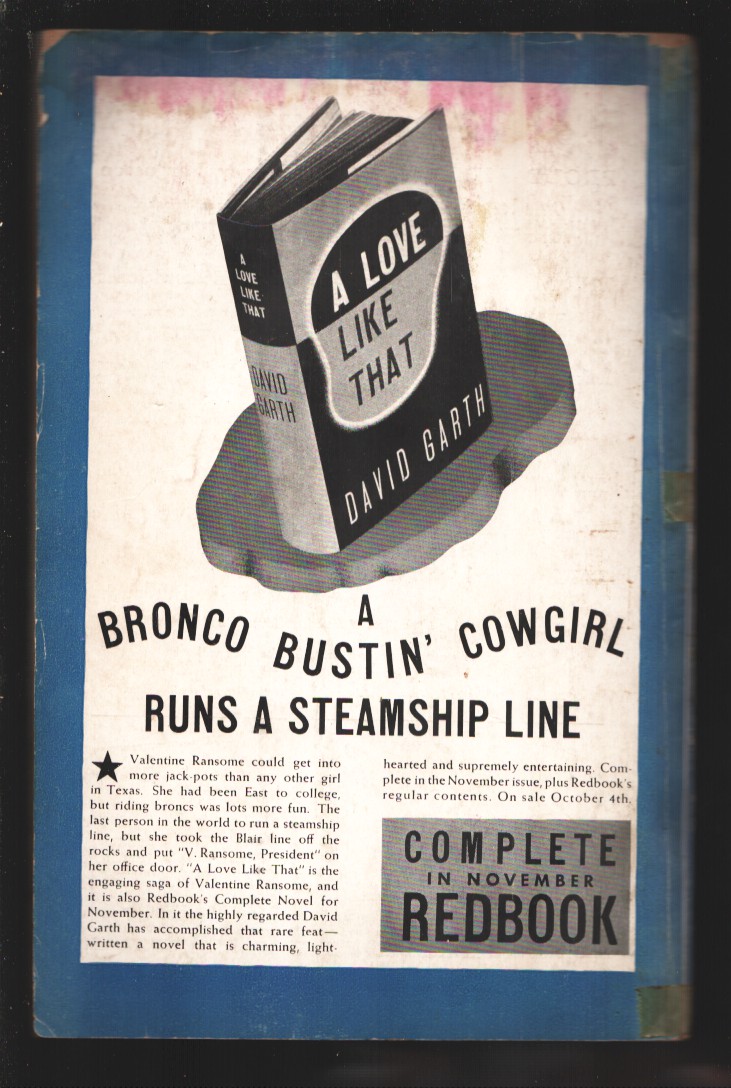 A
LOVE
LIKE
THAT
DAVID
GARTH
A LOVE
LIKE
THAT
DAVID GARTH
A
BRONCO BUSTIN' COWGIRL
RUNS A STEAMSHIP LINE
Valentine Ransome could get into
more jack-pots than any other girl
in Texas. She had been East to college,
but riding broncs was lots more fun. The
last person in the world to run a steamship
line, but she took the Blair line off the
rocks and put "V. Ransome, President" on
her office door. "A Love Like That" is the
engaging saga of Valentine Ransome, and
it is also Redbook's Complete Novel for
November. In it the highly regarded David
Garth has accomplished that rare feat—
written a novel that is charming, light-
hearted and supremely entertaining. Com-
plete in the November issue, plus Redbook's
regular contents. On sale October 4th.
COMPLETE
IN NOVEMBER
REDBOOK